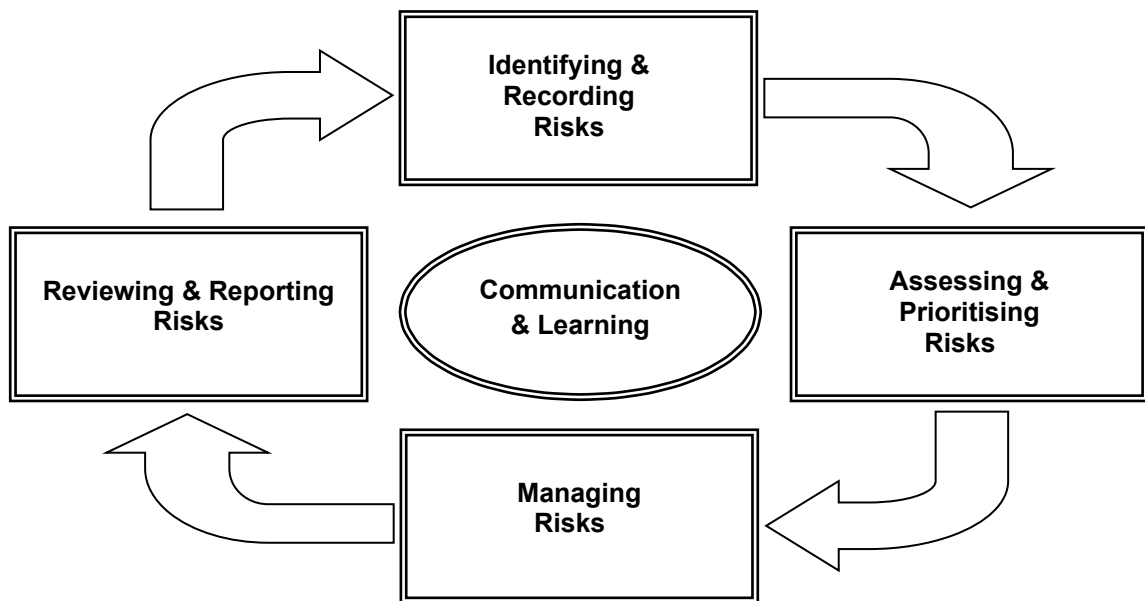 Identifying &
Recording
Risks
Reviewing & Reporting
Risks
Communication
& Learning
Assessing &
Prioritising
Risks
Managing
Risks